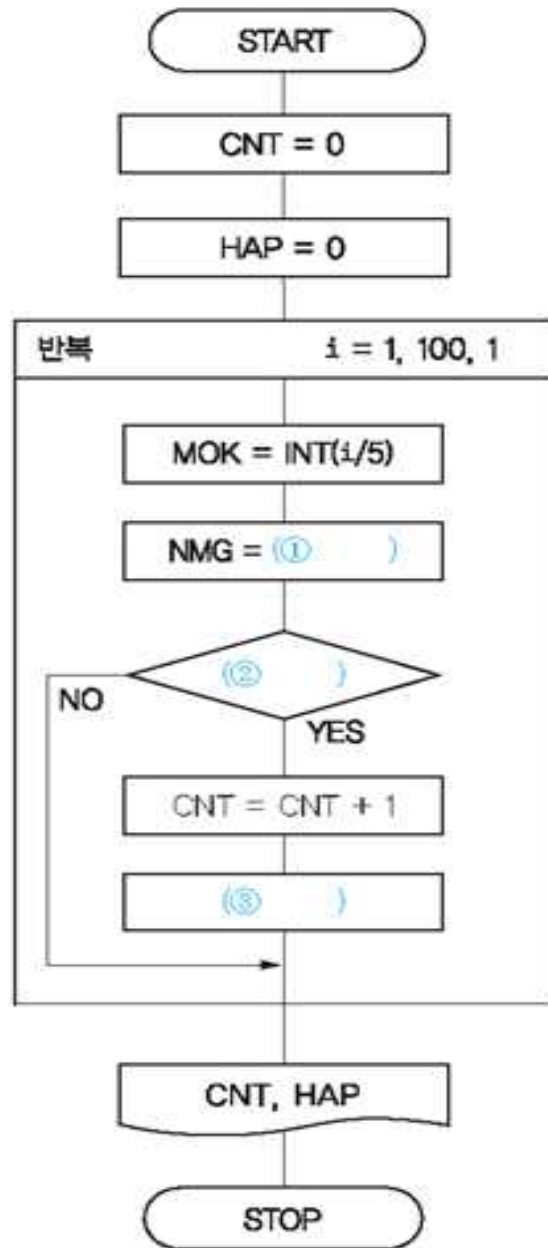 START
CNT = 0
HAP = 0
반복 i = 1, 100, 1
MOK = INT(i/5)
NMG = (① )
(② )
NO
YES
CNT = CNT + 1
(③ )
CNT, HAP
STOP